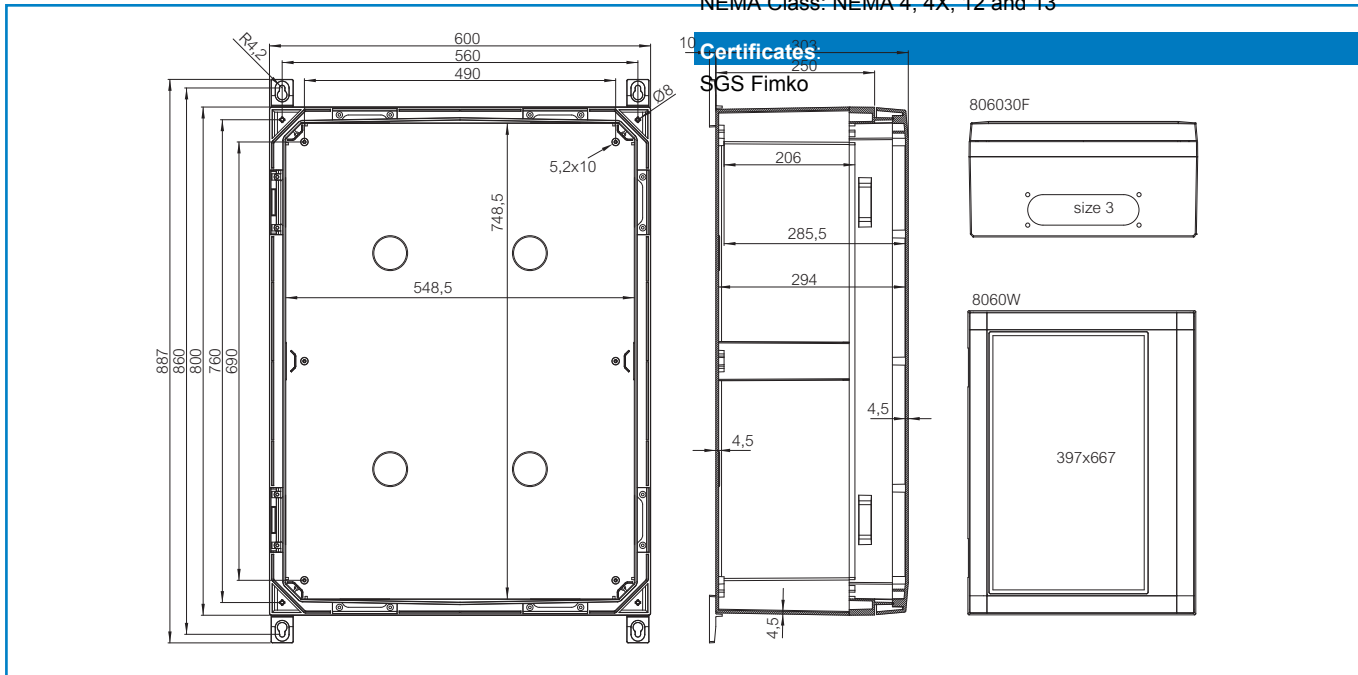 NEMA Class: NEMA 4, 4X, 12 and 13
Certificates:
SGS Fimko
600
560
490
R4,2
Ø8
5,2x10
748,5
548,5
887
860
800
760
690
10
303
250
206
285,5
294
4,5
4,5
4,5
806030F
size 3
8060W
397x667